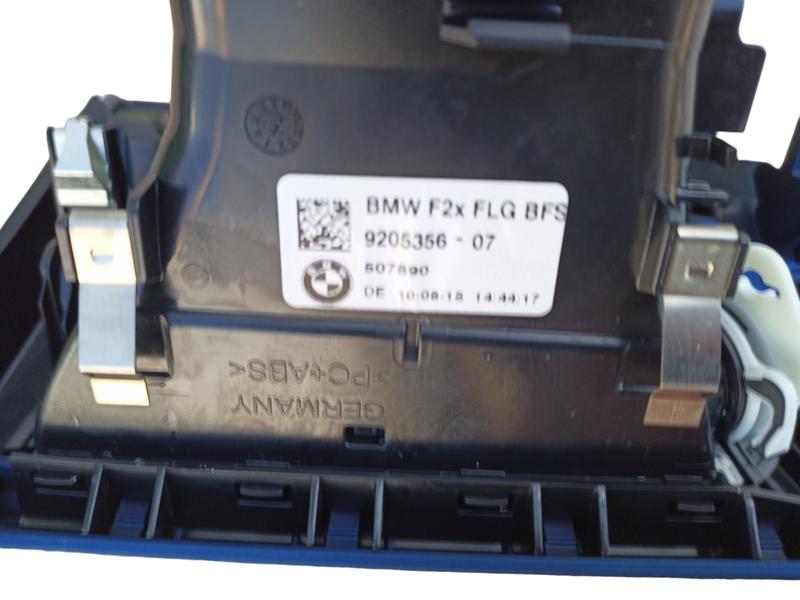 BMW F2x FLG BFS
9205356 - 07
507890
DE 10-08-15 14:44:17
>PC+ABS<
GERMANY